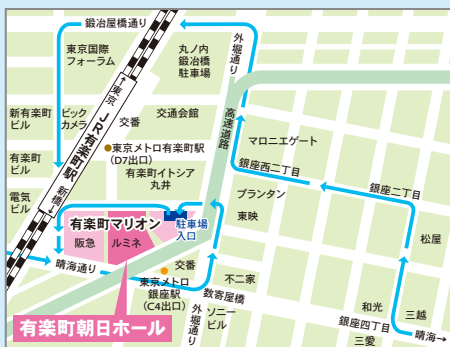 鍛冶屋橋通り
東京国際
フォーラム
丸ノ内
鍛冶橋
駐車場
外堀通り
↑東京
JR有楽町駅
新橋↓
新有楽町
ビル
ビック
カメラ
交番
交通会館
高速道路
マロニエゲート
東京メトロ有楽町駅
(D7出口)
有楽町
ビル
有楽町イトシア
丸井
銀座西二丁目
銀座二丁目
電気
ビル
プランタン
東映
有楽町マリオン
駐車場
入口
阪急
ルミネ
松屋
晴海通り
交番
東京メトロ
銀座駅
(C4出口)
不二家
数寄屋橋
ソニー
ビル
外堀通り
和光
三越
銀座四丁目
晴海→
三愛
有楽町朝日ホール